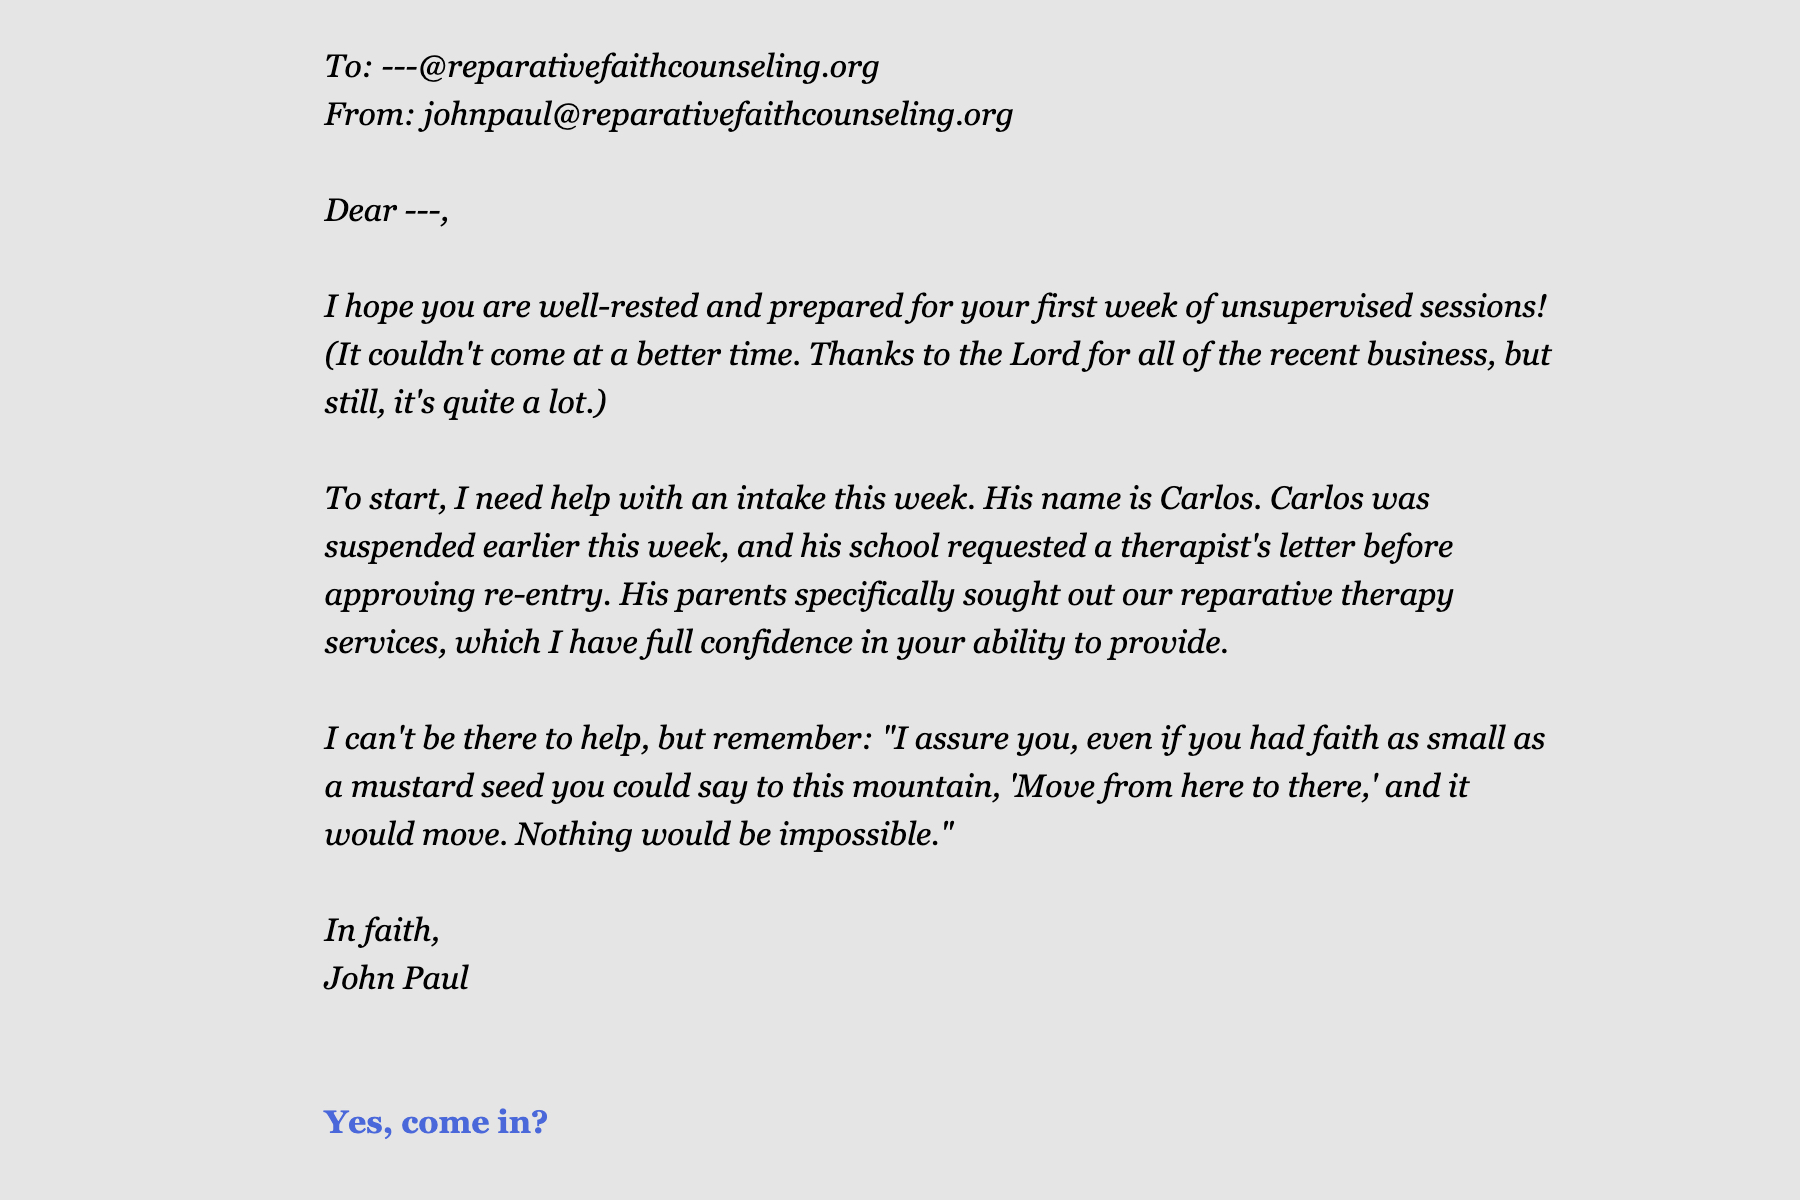 To: ---@reparativefaithcounseling.org
From: johnpaul@reparativefaithcounseling.org
Dear ---,
I hope you are well-rested and prepared for your first week of unsupervised sessions!
(It couldn't come at a better time. Thanks to the Lord for all of the recent business, but
still, it's quite a lot.)
To start, I need help with an intake this week. His name is Carlos. Carlos was
suspended earlier this week, and his school requested a therapist's letter before
approving re-entry. His parents specifically sought out our reparative therapy
services, which I have full confidence in your ability to provide.
I can't be there to help, but remember: "I assure you, even if you had faith as small as
a mustard seed you could say to this mountain, 'Move from here to there,' and it
would move. Nothing would be impossible."
In faith,
John Paul
Yes, come in?